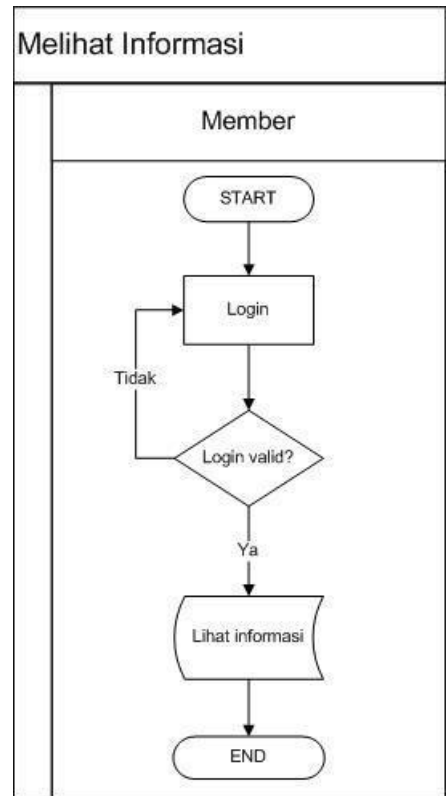 Melihat Informasi
Member
START
Login
Tidak
Login valid?
Ya
Lihat informasi
END